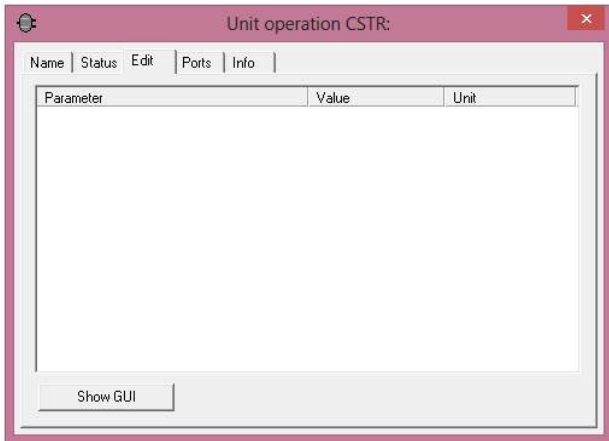 Unit operation CSTR:
Name Status Edit Ports Info
Parameter Value Unit
Show GUI